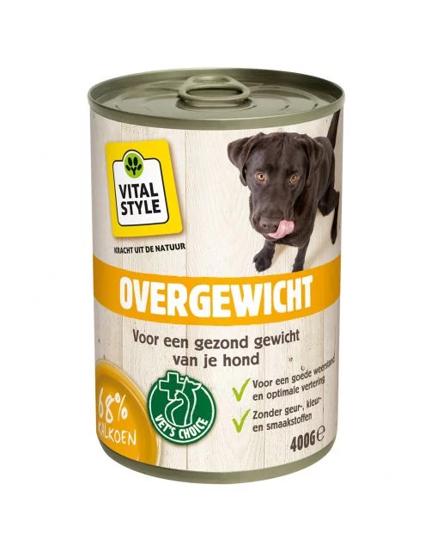 VITAL
STYLE
KRACHT UIT DE NATUUR
OVERGEWICHT
Voor een gezond gewicht
van je hond
Voor een goede weerstand
en optimale vertering
Zonder geur-, kleur-
en smaakstoffen
68%
KALKOEN
VET'S CHOICE
400G℮